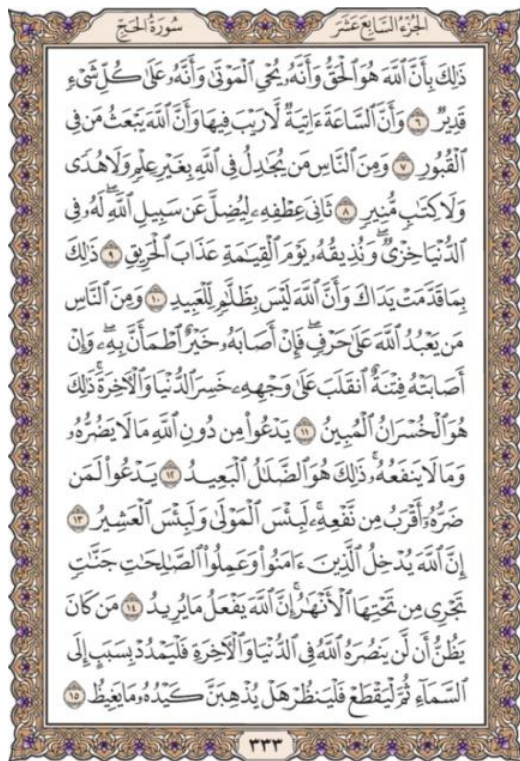 الجزء السابع عشر
سورة الحج
ذَٰلِكَ بِأَنَّ ٱللَّهَ هُوَ ٱلْحَقُّ وَأَنَّهُۥ يُحْىِ ٱلْمَوْتَىٰ وَأَنَّهُۥ عَلَىٰ كُلِّ شَىْءٍ
قَدِيرٌ ٦ وَأَنَّ ٱلسَّاعَةَ ءَاتِيَةٌ لَّا رَيْبَ فِيهَا وَأَنَّ ٱللَّهَ يَبْعَثُ مَن فِى
ٱلْقُبُورِ ٧ وَمِنَ ٱلنَّاسِ مَن يُجَٰدِلُ فِى ٱللَّهِ بِغَيْرِ عِلْمٍ وَلَا هُدًى
وَلَا كِتَٰبٍ مُّنِيرٍ ٨ ثَانِىَ عِطْفِهِۦ لِيُضِلَّ عَن سَبِيلِ ٱللَّهِ ۖ لَهُۥ فِى
ٱلدُّنْيَا خِزْىٌ ۖ وَنُذِيقُهُۥ يَوْمَ ٱلْقِيَٰمَةِ عَذَابَ ٱلْحَرِيقِ ٩ ذَٰلِكَ
بِمَا قَدَّمَتْ يَدَاكَ وَأَنَّ ٱللَّهَ لَيْسَ بِظَلَّٰمٍ لِّلْعَبِيدِ ١٠ وَمِنَ ٱلنَّاسِ
مَن يَعْبُدُ ٱللَّهَ عَلَىٰ حَرْفٍ ۖ فَإِنْ أَصَابَهُۥ خَيْرٌ ٱطْمَأَنَّ بِهِۦ ۖ وَإِنْ
أَصَابَتْهُ فِتْنَةٌ ٱنقَلَبَ عَلَىٰ وَجْهِهِۦ خَسِرَ ٱلدُّنْيَا وَٱلْءَاخِرَةَ ۚ ذَٰلِكَ
هُوَ ٱلْخُسْرَانُ ٱلْمُبِينُ ١١ يَدْعُوا۟ مِن دُونِ ٱللَّهِ مَا لَا يَضُرُّهُۥ
وَمَا لَا يَنفَعُهُۥ ۚ ذَٰلِكَ هُوَ ٱلضَّلَٰلُ ٱلْبَعِيدُ ١٢ يَدْعُوا۟ لَمَن
ضَرُّهُۥٓ أَقْرَبُ مِن نَّفْعِهِۦ ۚ لَبِئْسَ ٱلْمَوْلَىٰ وَلَبِئْسَ ٱلْعَشِيرُ ١٣
إِنَّ ٱللَّهَ يُدْخِلُ ٱلَّذِينَ ءَامَنُوا۟ وَعَمِلُوا۟ ٱلصَّٰلِحَٰتِ جَنَّٰتٍ
تَجْرِى مِن تَحْتِهَا ٱلْأَنْهَٰرُ ۚ إِنَّ ٱللَّهَ يَفْعَلُ مَا يُرِيدُ ١٤ مَن كَانَ
يَظُنُّ أَن لَّن يَنصُرَهُ ٱللَّهُ فِى ٱلدُّنْيَا وَٱلْءَاخِرَةِ فَلْيَمْدُدْ بِسَبَبٍ إِلَى
ٱلسَّمَآءِ ثُمَّ لْيَقْطَعْ فَلْيَنظُرْ هَلْ يُذْهِبَنَّ كَيْدُهُۥ مَا يَغِيظُ ١٥
٣٣٣